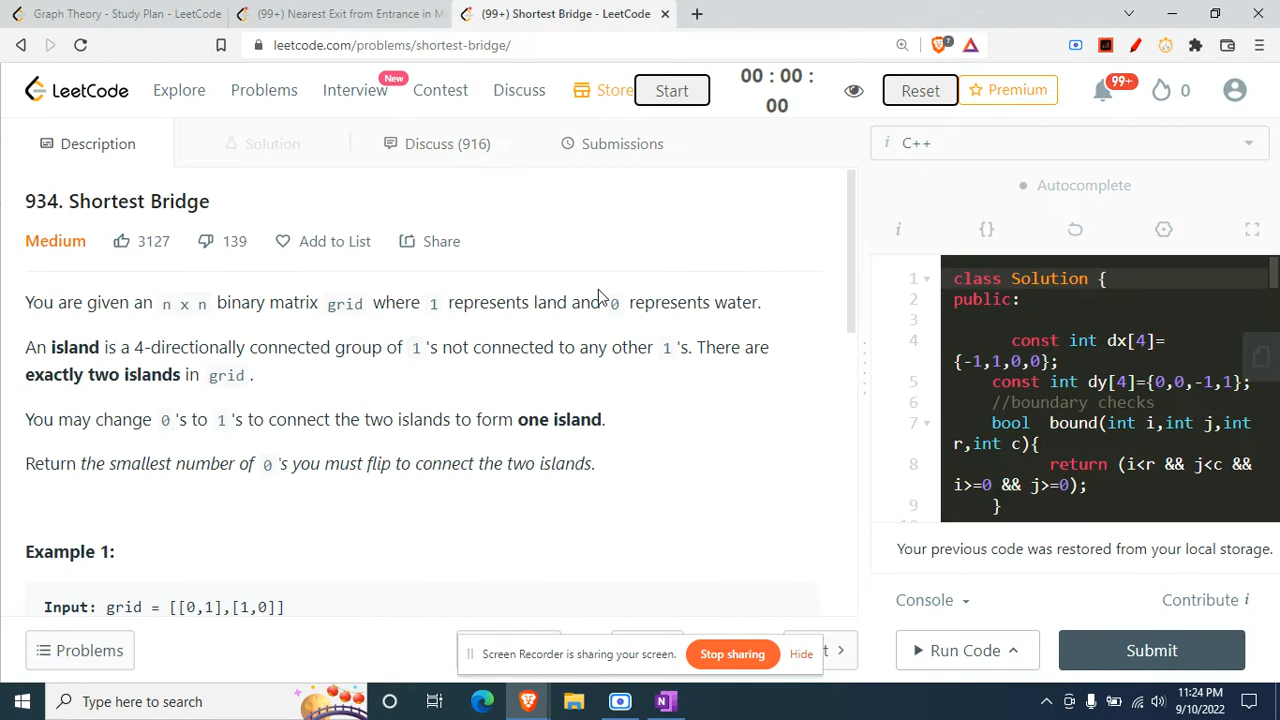 Graph Theory - Study Plan - LeetCode
(99+) Nearest Exit from Entrance in M
(99+) Shortest Bridge - LeetCode
leetcode.com/problems/shortest-bridge/
7
LeetCode
Explore
Problems
Interview
New
Contest
Discuss
Store
Start
00 : 00 :
00
Reset
Premium
99+
0
Description
Solution
Discuss (916)
Submissions
i C++
Autocomplete
i {}
934. Shortest Bridge
Medium
3127
139
Add to List
Share
You are given an n x n binary matrix grid where 1 represents land and 0 represents water.
An island is a 4-directionally connected group of 1 's not connected to any other 1 's. There are
exactly two islands in grid .
You may change 0 's to 1 's to connect the two islands to form one island.
Return the smallest number of 0 's you must flip to connect the two islands.
Example 1:
Input: grid = [[0,1],[1,0]]
1 class Solution {
2 public:
3
4 const int dx[4]=
{-1,1,0,0};
5 const int dy[4]={0,0,-1,1};
6 //boundary checks
7 bool bound(int i,int j,int
r,int c){
8 return (i<r && j<c &&
i>=0 && j>=0);
9 }
Your previous code was restored from your local storage.
Console
Contribute i
Problems
Screen Recorder is sharing your screen.
Stop sharing
Hide
t
Run Code
Submit
Type here to search
11:24 PM
9/10/2022